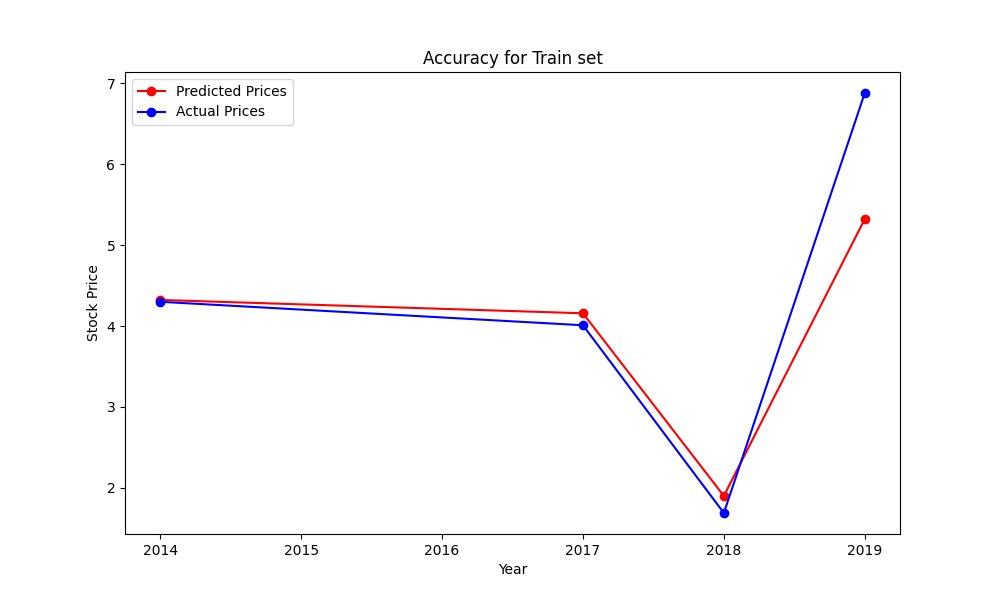 Accuracy for Train set
Predicted Prices
Actual Prices
7
6
5
4
3
2
Stock Price
2014
2015
2016
2017
2018
2019
Year